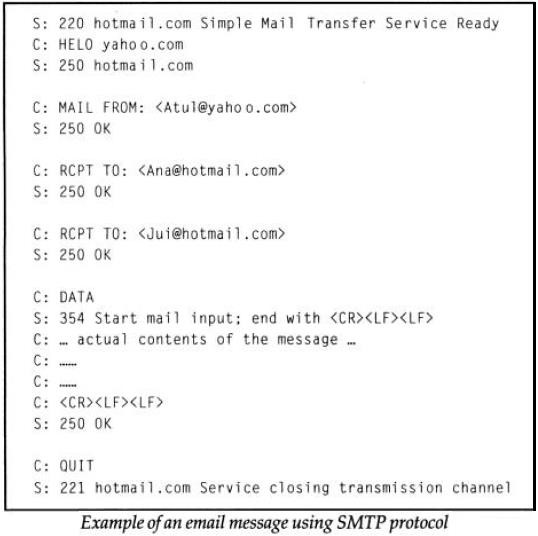 S: 220 hotmail.com Simple Mail Transfer Service Ready
C: HELO yahoo.com
S: 250 hotmail.com
C: MAIL FROM: <Atul@yahoo.com>
S: 250 OK
C: RCPT TO: <Ana@hotmail.com>
S: 250 OK
C: RCPT TO: <Jui@hotmail.com>
S: 250 OK
C: DATA
S: 354 Start mail input; end with <CR><LF><LF>
C: … actual contents of the message …
C: ……
C: ……
C: <CR><LF><LF>
S: 250 OK
C: QUIT
S: 221 hotmail.com Service closing transmission channel
Example of an email message using SMTP protocol